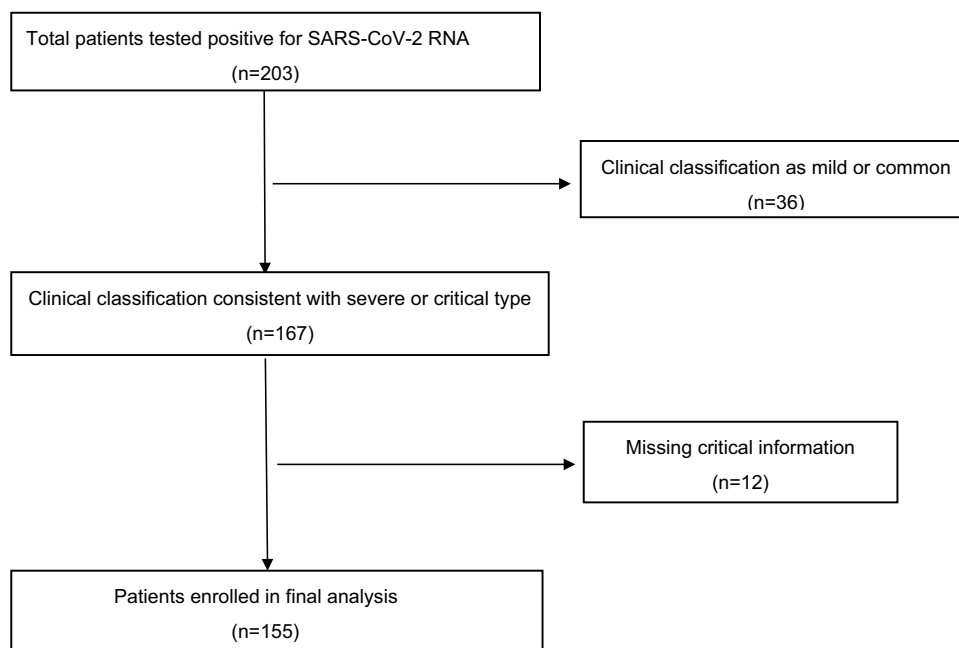 Total patients tested positive for SARS-CoV-2 RNA
(n=203)
Clinical classification as mild or common
(n=36)
Clinical classification consistent with severe or critical type
(n=167)
Missing critical information
(n=12)
Patients enrolled in final analysis
(n=155)